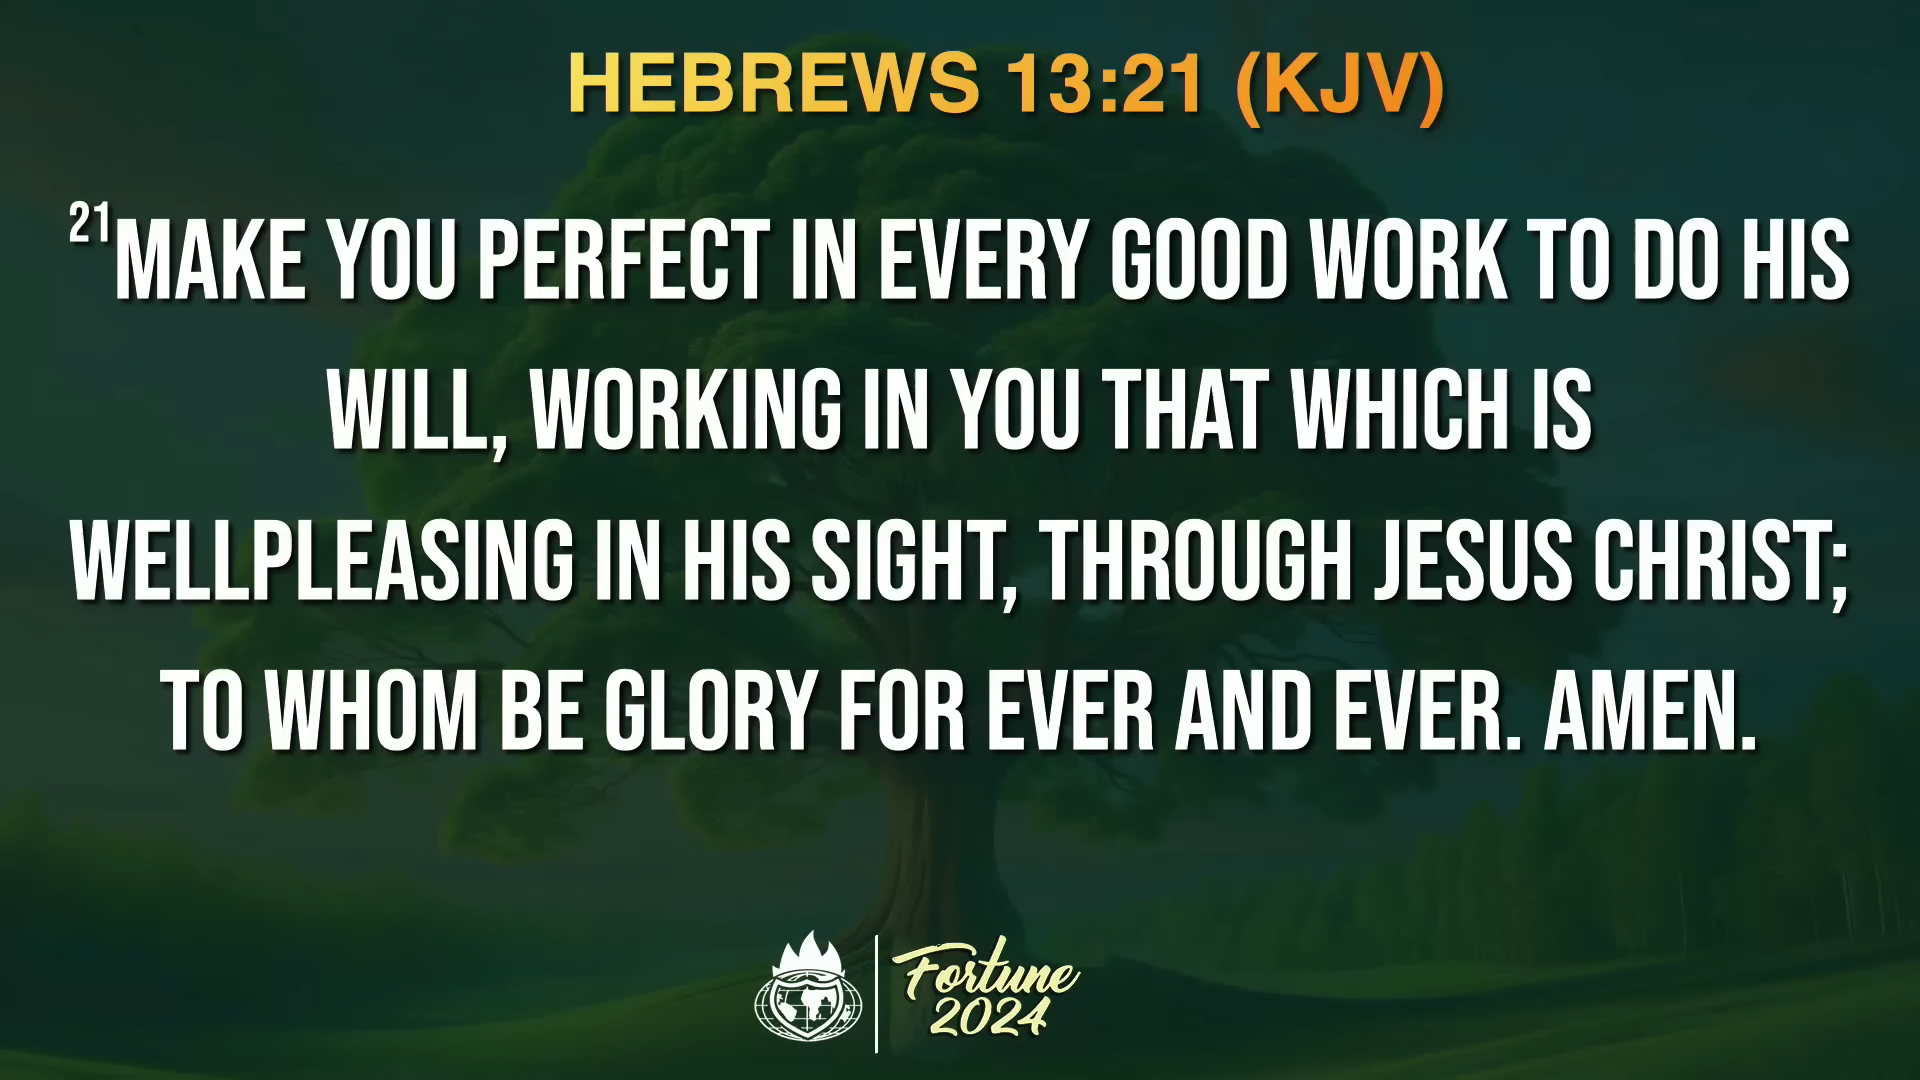 HEBREWS 13:21 (KJV)
21MAKE YOU PERFECT IN EVERY GOOD WORK TO DO HIS
WILL, WORKING IN YOU THAT WHICH IS
WELLPLEASING IN HIS SIGHT, THROUGH JESUS CHRIST;
TO WHOM BE GLORY FOR EVER AND EVER. AMEN.
Fortune
2024